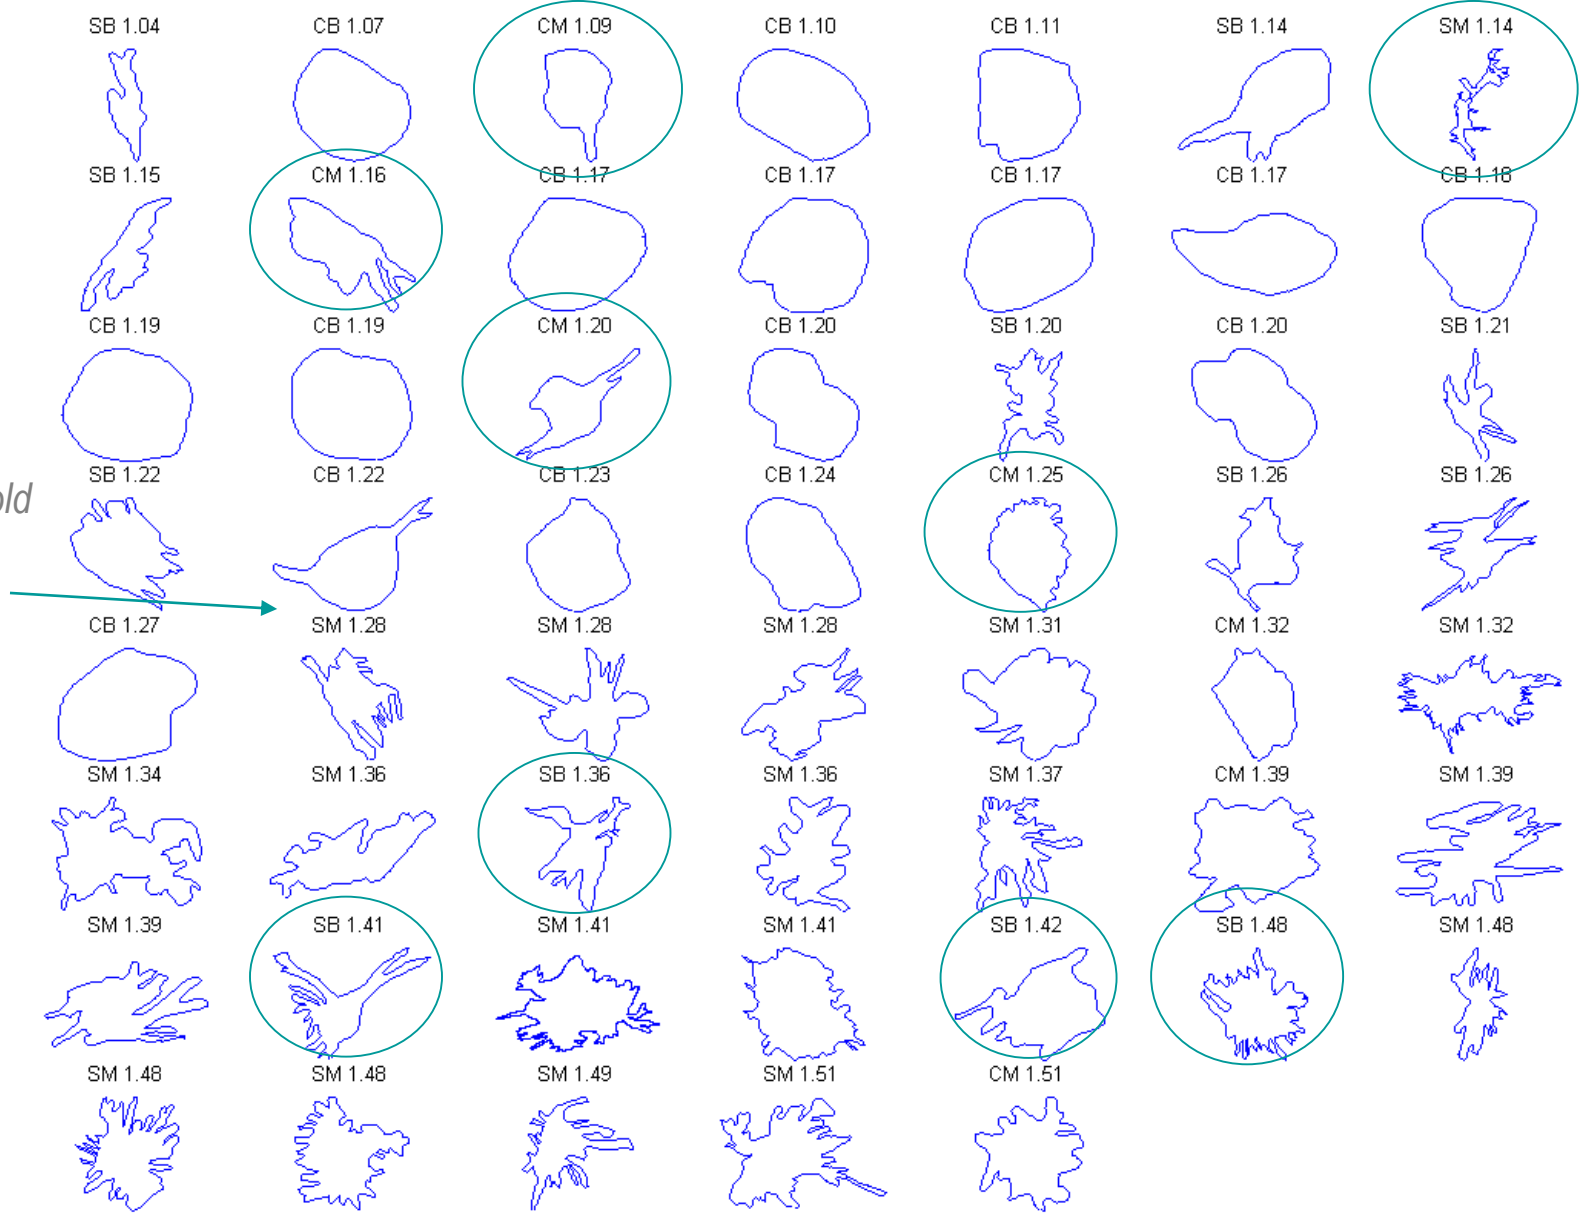 SB 1.04 CB 1.07 CM 1.09 CB 1.10 CB 1.11 SB 1.14 SM 1.14
SB 1.15 CM 1.16 CB 1.17 CB 1.17 CB 1.17 CB 1.17 CB 1.18
CB 1.19 CB 1.19 CM 1.20 CB 1.20 SB 1.20 CB 1.20 SB 1.21
SB 1.22 CB 1.22 CB 1.23 CB 1.24 CM 1.25 SB 1.26 SB 1.26
old
CB 1.27 SM 1.28 SM 1.28 SM 1.28 SM 1.31 CM 1.32 SM 1.32
SM 1.34 SM 1.36 SB 1.36 SM 1.36 SM 1.37 CM 1.39 SM 1.39
SM 1.39 SB 1.41 SM 1.41 SM 1.41 SB 1.42 SB 1.48 SM 1.48
SM 1.48 SM 1.48 SM 1.49 SM 1.51 CM 1.51